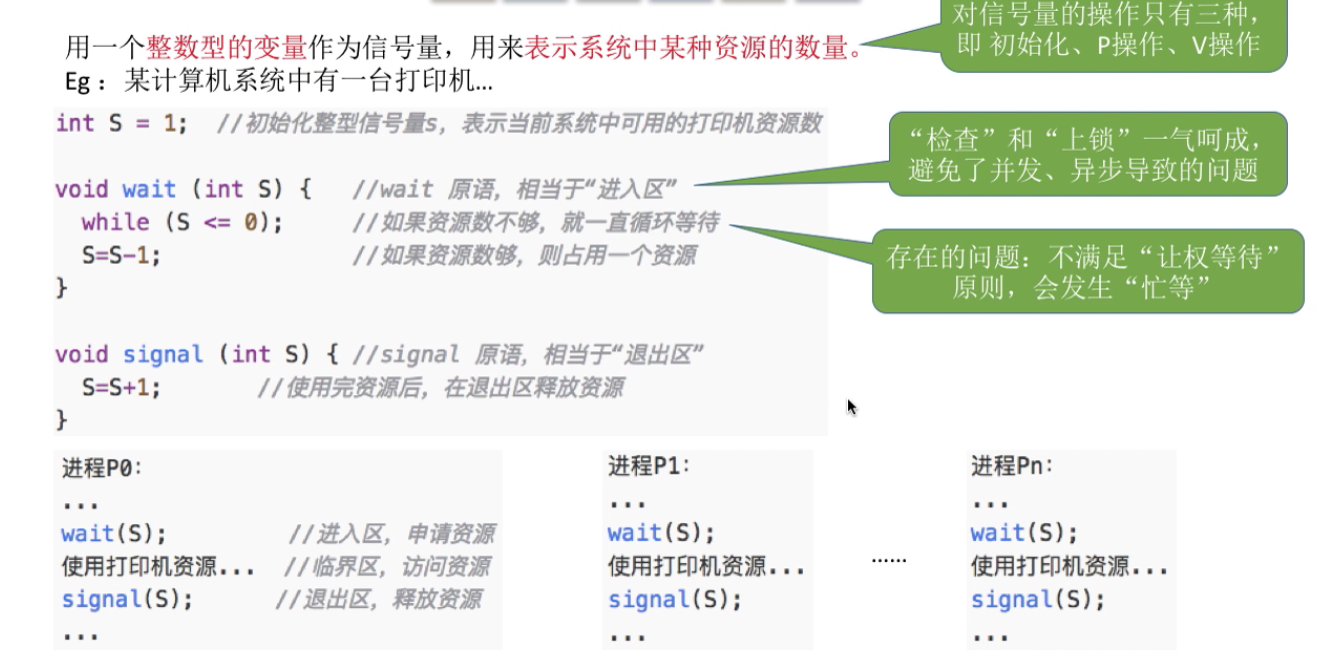 对信号量的操作只有三种,
即 初始化、P操作、V操作
用一个整数型的变量作为信号量,用来表示系统中某种资源的数量。
Eg:某计算机系统中有一台打印机...
int S = 1;  //初始化整型信号量s,表示当前系统中可用的打印机资源数
“检查”和“上锁”一气呵成,
避免了并发、异步导致的问题
void wait (int S) {  //wait 原语,相当于“进入区”
while (S <= 0);  //如果资源数不够,就一直循环等待
S=S-1;  //如果资源数够,则占用一个资源
}
存在的问题:不满足“让权等待”
原则,会发生“忙等”
void signal (int S) { //signal 原语,相当于“退出区”
S=S+1;  //使用完资源后,在退出区释放资源
}
进程P0:
...
wait(S);  //进入区,申请资源
使用打印机资源...  //临界区,访问资源
signal(S);  //退出区,释放资源
...
进程P1:
...
wait(S);
使用打印机资源...
signal(S);
...
......
进程Pn:
...
wait(S);
使用打印机资源...
signal(S);
...